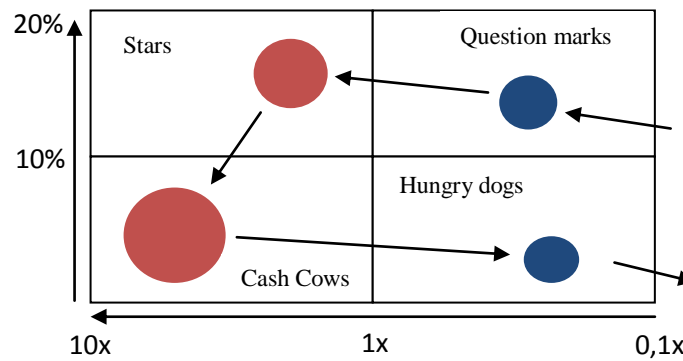 20%
Stars
Question marks
10%
Hungry dogs
Cash Cows
10x
1x
0,1x